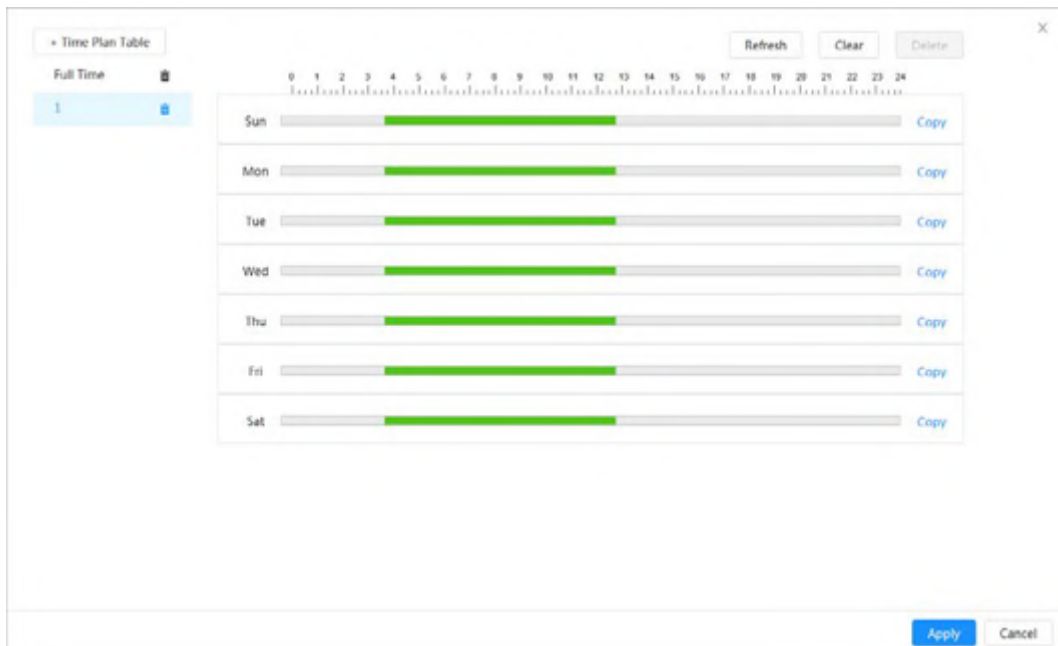 + Time Plan Table
Refresh Clear Delete
Full Time
0 1 2 3 4 5 6 7 8 9 10 11 12 13 14 15 16 17 18 19 20 21 22 23 24
1
Sun Copy
Mon Copy
Tue Copy
Wed Copy
Thu Copy
Fri Copy
Sat Copy
Apply Cancel